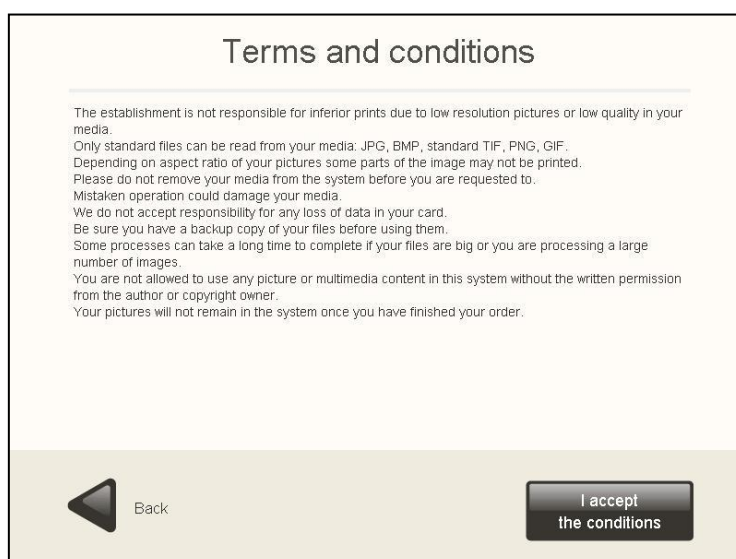 Terms and conditions
The establishment is not responsible for inferior prints due to low resolution pictures or low quality in your
media.
Only standard files can be read from your media: JPG, BMP, standard TIF, PNG, GIF.
Depending on aspect ratio of your pictures some parts of the image may not be printed.
Please do not remove your media from the system before you are requested to.
Mistaken operation could damage your media.
We do not accept responsibility for any loss of data in your card.
Be sure you have a backup copy of your files before using them.
Some processes can take a long time to complete if your files are big or you are processing a large
number of images.
You are not allowed to use any picture or multimedia content in this system without the written permission
from the author or copyright owner.
Your pictures will not remain in the system once you have finished your order.
Back
I accept
the conditions